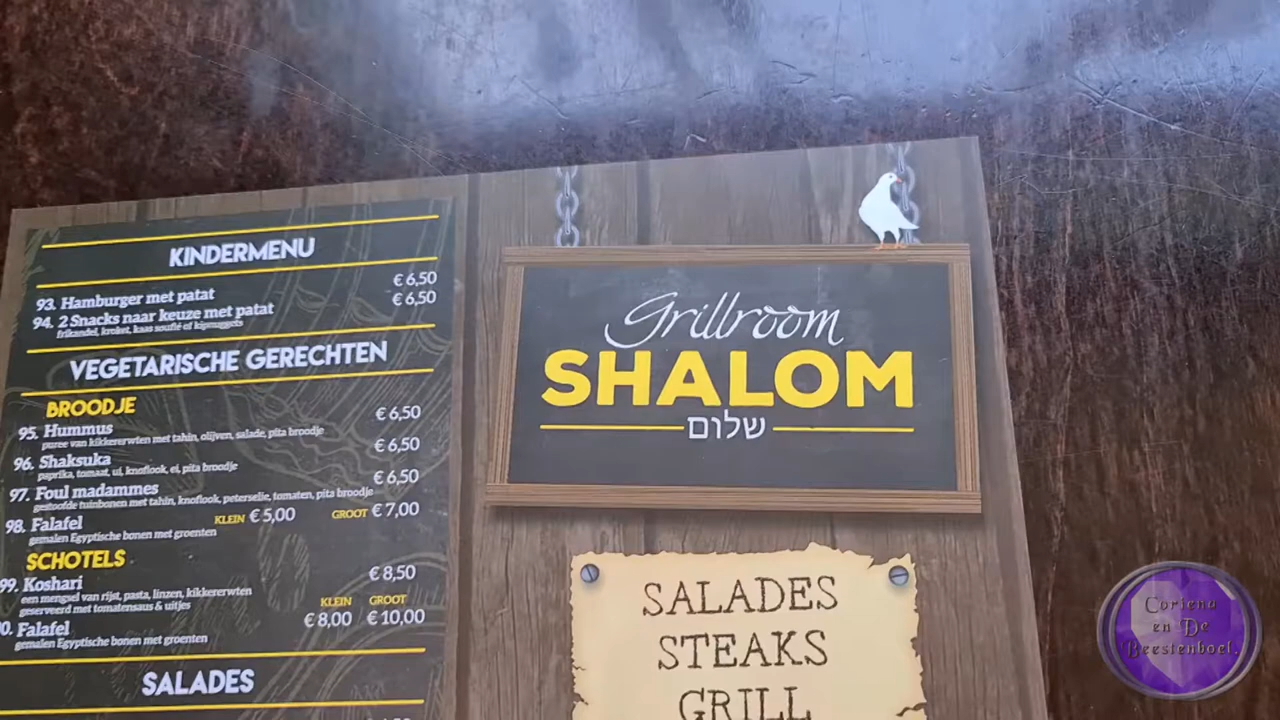 KINDERMENU
93. Hamburger met patat € 6,50
94. 2 Snacks naar keuze met patat € 6,50
frikandel, kroket, kaas souflé of kipnuggets
VEGETARISCHE GERECHTEN
BROODJE
95. Hummus € 6,50
puree van kikkererwten met tahin, olijven, salade, pita broodje
96. Shaksuka € 6,50
paprika, tomaat, ui, knoflook, ei, pita broodje
97. Foul madammes € 6,50
gestoofde tuinbonen met tahin, knoflook, peterselie, tomaten, pita broodje
98. Falafel KLEIN € 5,00 GROOT € 7,00
gemalen Egyptische bonen met groenten
SCHOTELS
99. Koshari € 8,50
een mengsel van rijst, pasta, linzen, kikkererwten
geserveerd met tomatensaus & uitjes
KLEIN GROOT
0. Falafel € 8,00 € 10,00
gemalen Egyptische bonen met groenten
SALADES
Grillroom
SHALOM
שלום
SALADES
STEAKS
GRILL
Coriena
en De
Beestenboel.